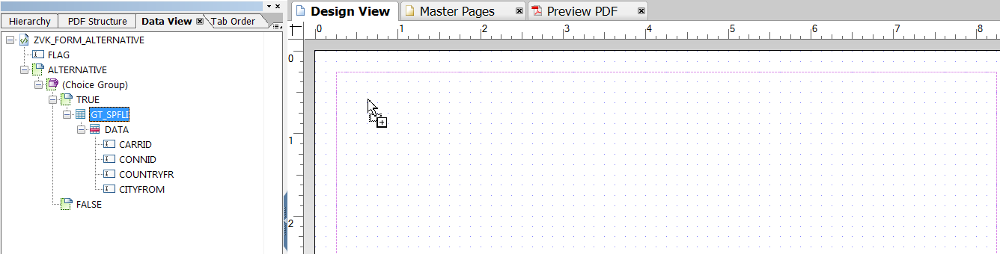 Hierarchy PDF Structure Data View Tab Order
ZVK_FORM_ALTERNATIVE
FLAG
ALTERNATIVE
(Choice Group)
TRUE
GT_SPFLI
DATA
CARRID
CONNID
COUNTRYFR
CITYFROM
FALSE
Design View Master Pages Preview PDF
0 1 2 3 4 5 6 7 8
0
1
2